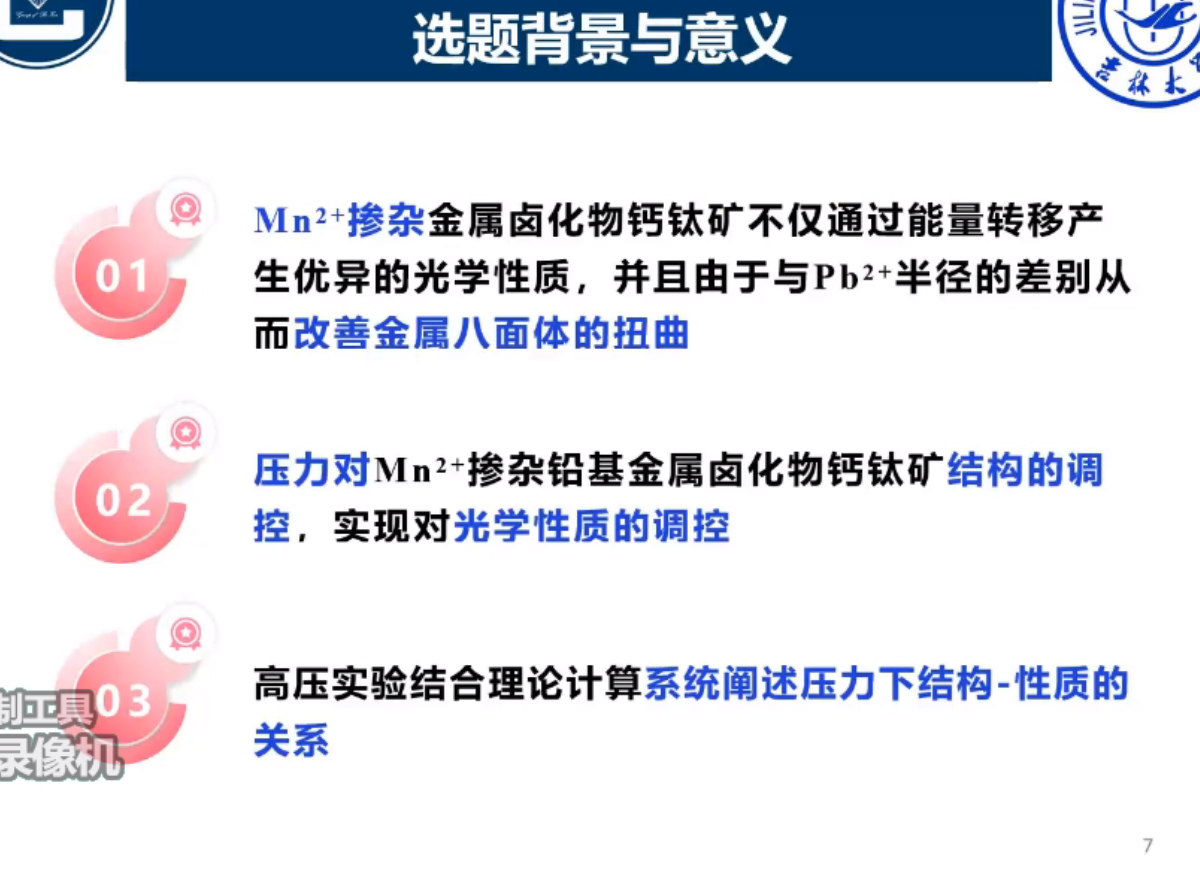 选题背景与意义
JILI
吉林大
01
Mn²⁺掺杂金属卤化物钙钛矿不仅通过能量转移产
生优异的光学性质，并且由于与Pb²⁺半径的差别从
而改善金属八面体的扭曲
02
压力对Mn²⁺掺杂铅基金属卤化物钙钛矿结构的调
控，实现对光学性质的调控
03
高压实验结合理论计算系统阐述压力下结构-性质的
关系
制工具
录像机
7